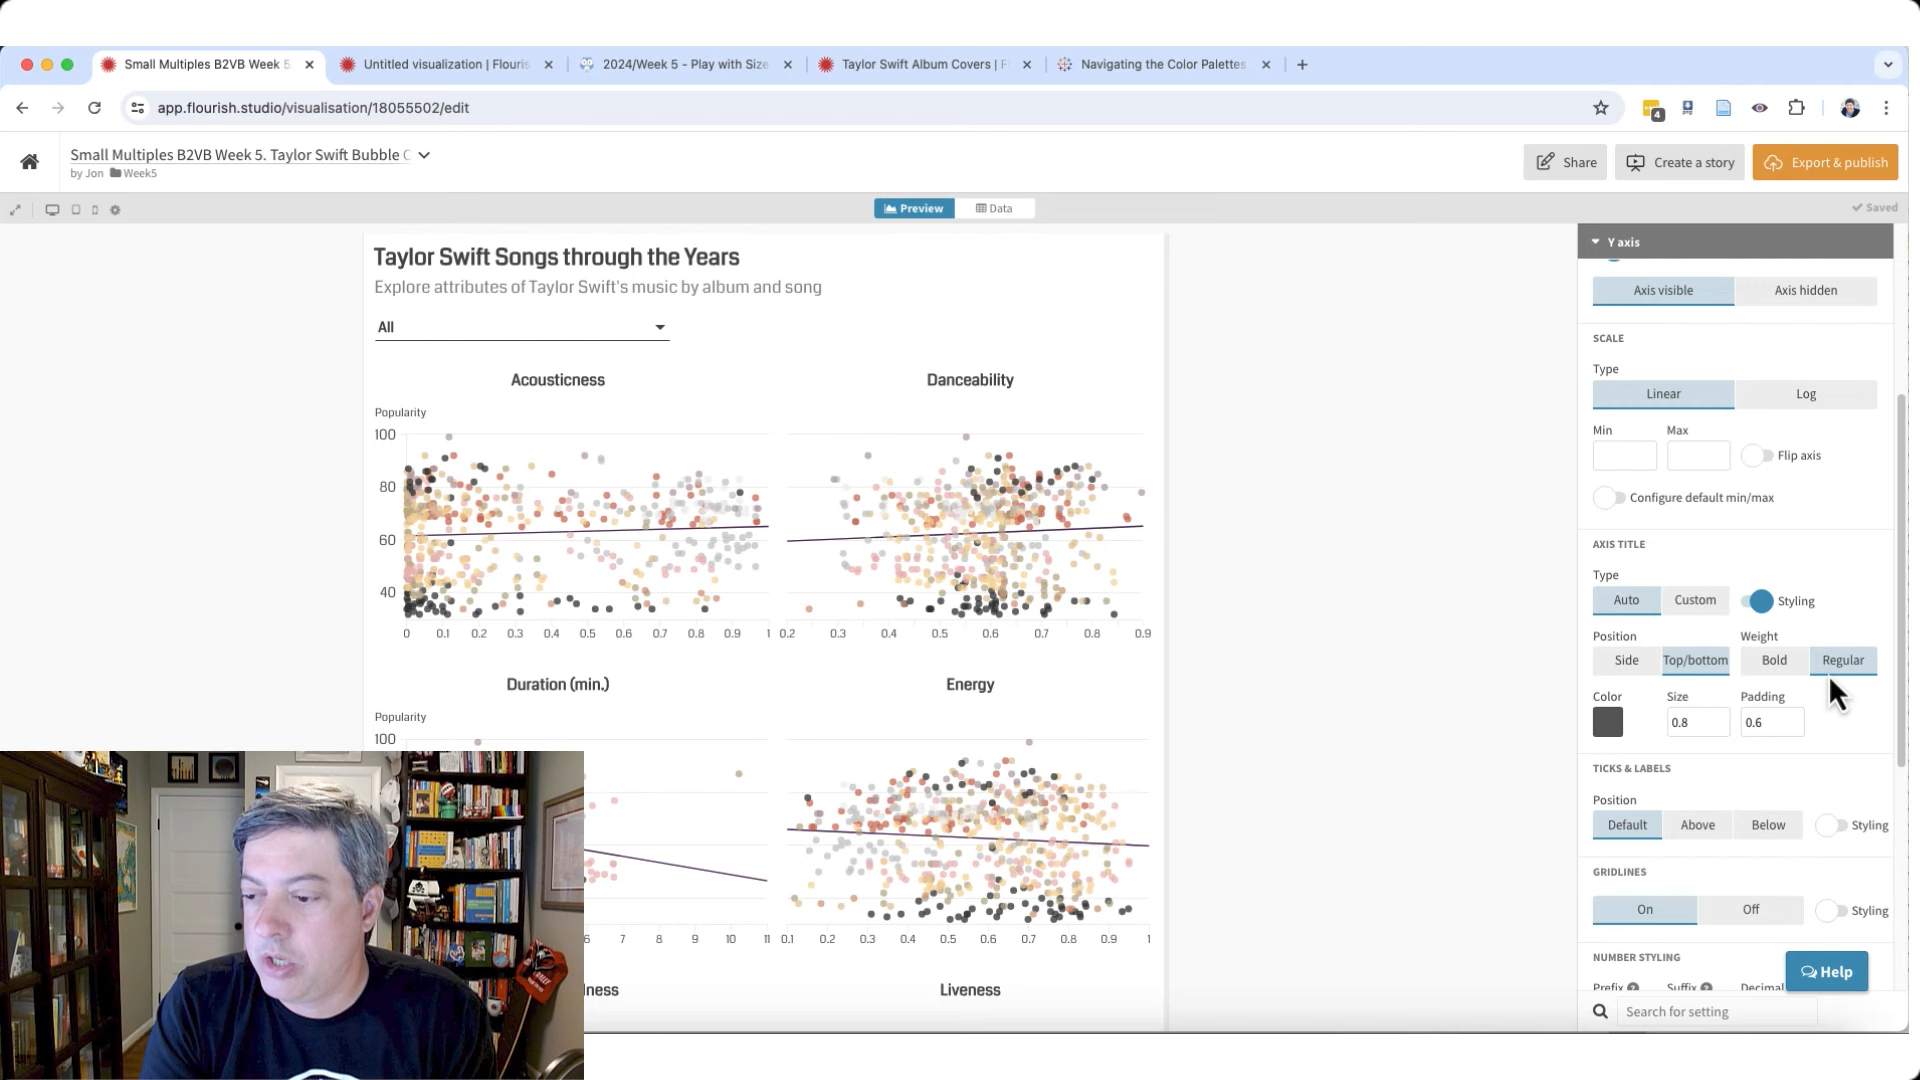 Small Multiples B2VB Week 5
Untitled visualization | Flouris
2024/Week 5 - Play with Size
Taylor Swift Album Covers | F
Navigating the Color Palettes
app.flourish.studio/visualisation/18055502/edit
4
Small Multiples B2VB Week 5. Taylor Swift Bubble C
by Jon Week5
Share
Create a story
Export & publish
Preview
Data
Saved
Taylor Swift Songs through the Years
Explore attributes of Taylor Swift's music by album and song
All
Acousticness
Popularity
100
80
60
40
0 0.1 0.2 0.3 0.4 0.5 0.6 0.7 0.8 0.9 1
Danceability
0.2 0.3 0.4 0.5 0.6 0.7 0.8 0.9
Duration (min.)
Popularity
100
6 7 8 9 10 11
Energy
0.1 0.2 0.3 0.4 0.5 0.6 0.7 0.8 0.9 1
ness
Liveness
Y axis
Axis visible Axis hidden
SCALE
Type
Linear Log
Min Max
Flip axis
Configure default min/max
AXIS TITLE
Type
Auto Custom Styling
Position Weight
Side Top/bottom Bold Regular
Color Size Padding
0.8 0.6
TICKS & LABELS
Position
Default Above Below Styling
GRIDLINES
On Off Styling
NUMBER STYLING
Prefix Suffix Decimal
Help
Search for setting